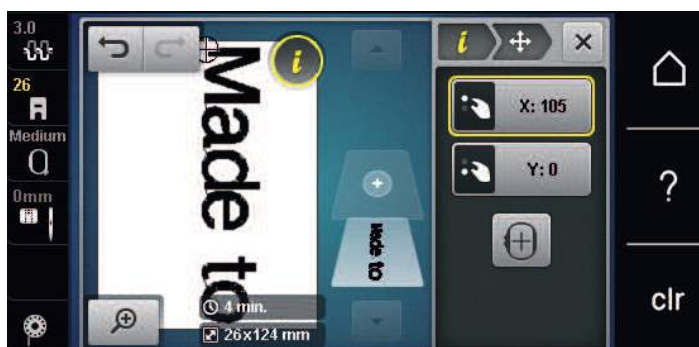 3.0
26
Medium
0mm
Made to
i
4 min.
26x124 mm
Made to
i
X: 105
Y: 0
?
clr